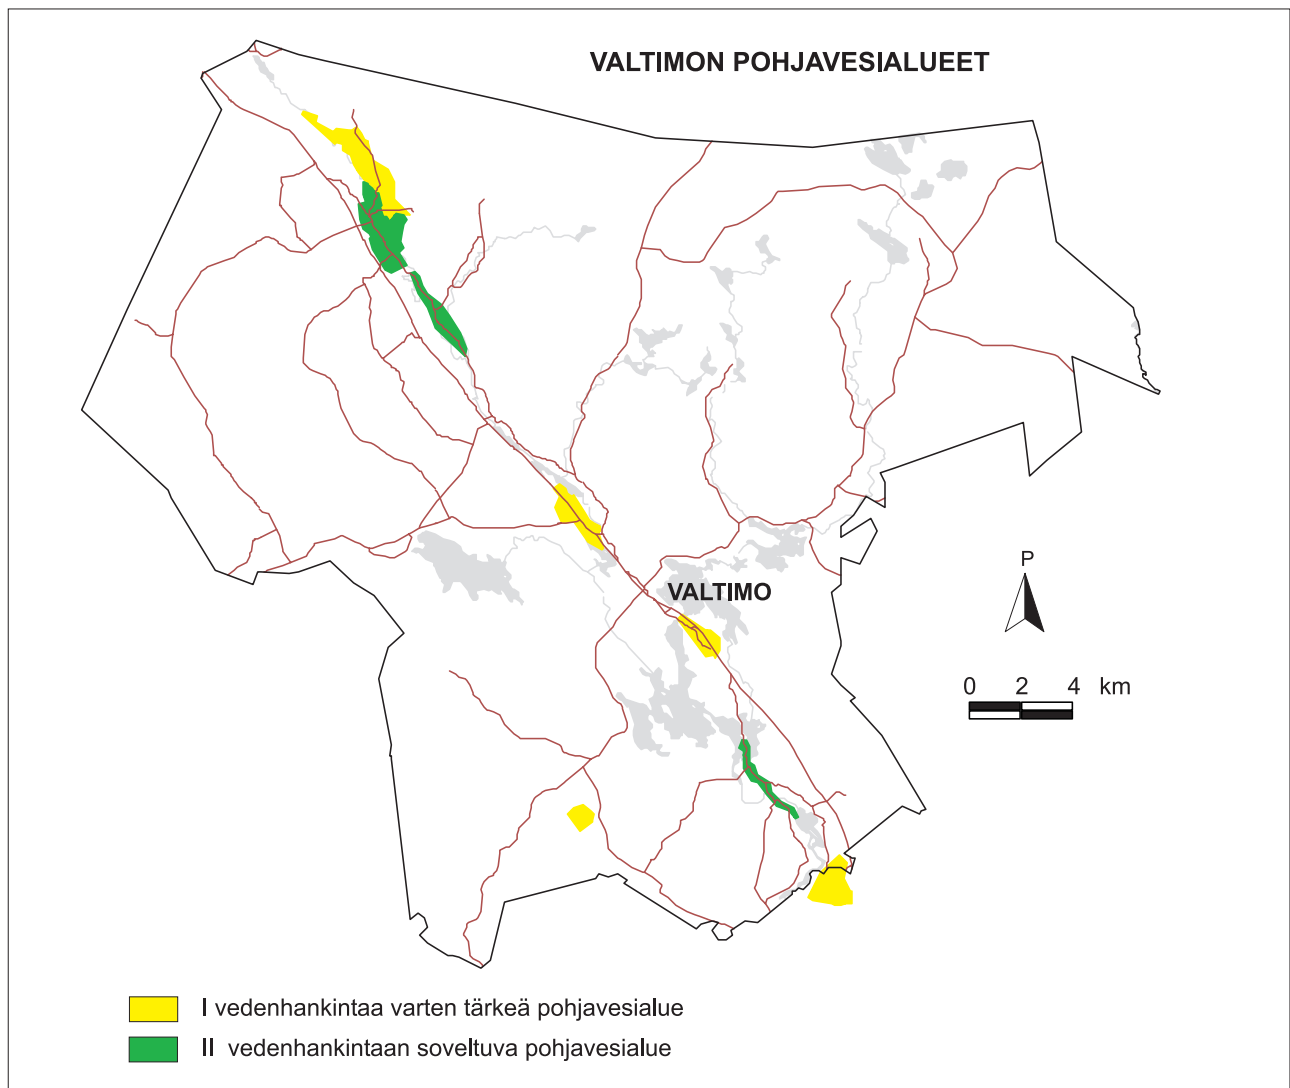 VALTIMON POHJAVESIALUEET
P
VALTIMO
0 2 4 km
I vedenhankintaa varten tärkeä pohjavesialue
II vedenhankintaan soveltuva pohjavesialue